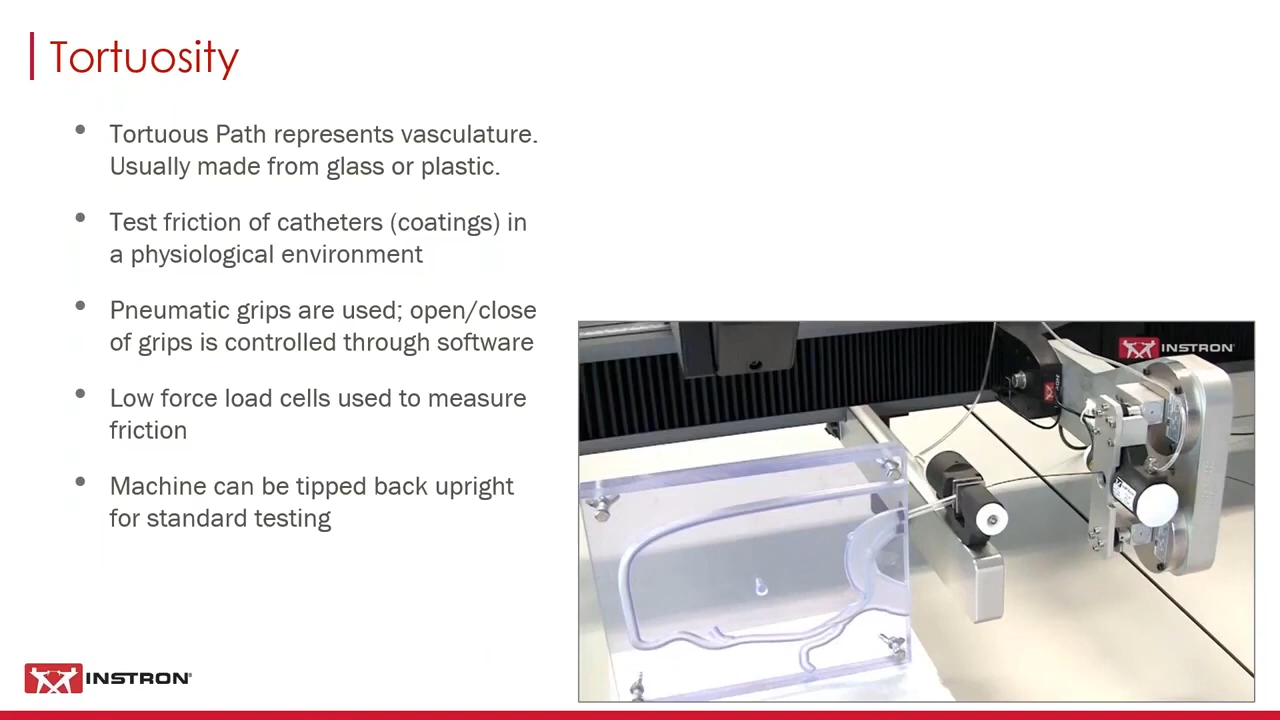 Tortuosity
• Tortuous Path represents vasculature.
Usually made from glass or plastic.
• Test friction of catheters (coatings) in
a physiological environment
• Pneumatic grips are used; open/close
of grips is controlled through software
• Low force load cells used to measure
friction
• Machine can be tipped back upright
for standard testing
INSTRON®
INSTRON®